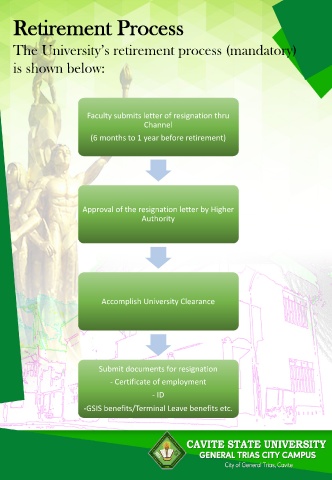 Retirement Process
The University's retirement process (mandatory)
is shown below:
Faculty submits letter of resignation thru
Channel
(6 months to 1 year before retirement)
Approval of the resignation letter by Higher
Authority
Accomplish University Clearance
Submit documents for resignation
- Certificate of employment
- ID
-GSIS benefits/Terminal Leave benefits etc.
CAVITE STATE UNIVERSITY
GENERAL TRIAS CITY CAMPUS
City of General Trias, Cavite